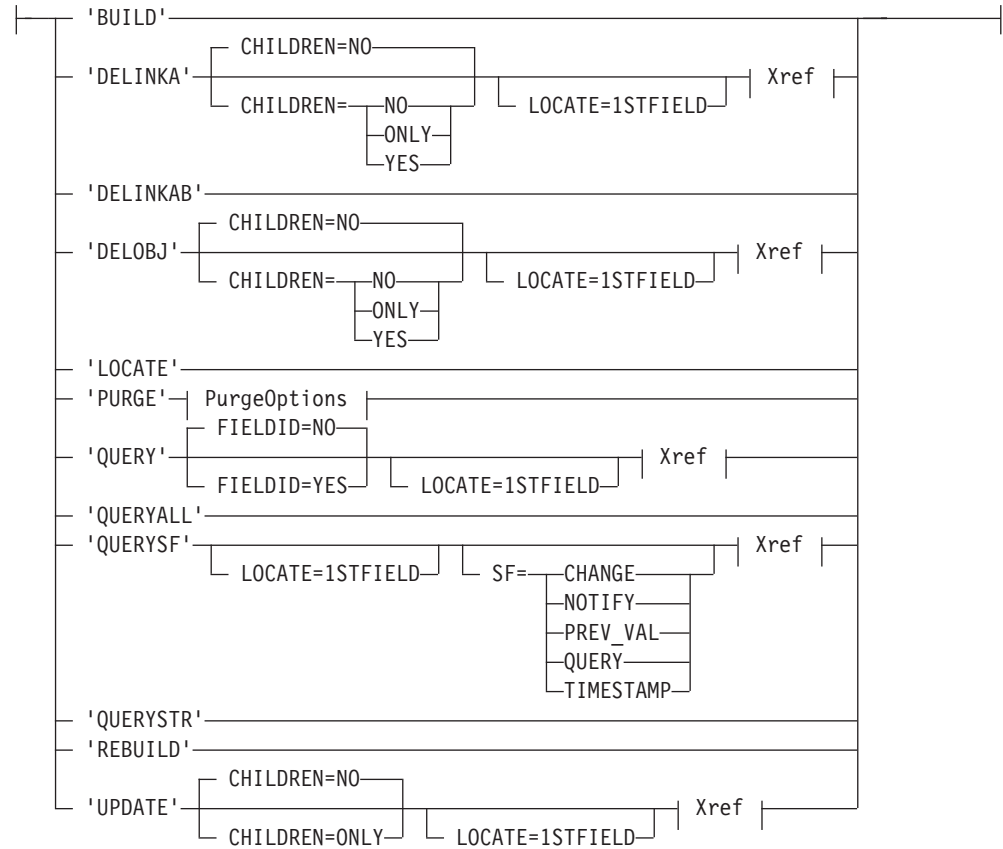 'BUILD'
CHILDREN=NO
'DELINKA' Xref
CHILDREN= NO LOCATE=1STFIELD
ONLY
YES
'DELINKAB'
CHILDREN=NO
'DELOBJ' Xref
CHILDREN= NO LOCATE=1STFIELD
ONLY
YES
'LOCATE'
'PURGE' PurgeOptions
FIELDID=NO
'QUERY' Xref
FIELDID=YES LOCATE=1STFIELD
'QUERYALL'
'QUERYSF' Xref
LOCATE=1STFIELD SF= CHANGE
NOTIFY
PREV_VAL
QUERY
TIMESTAMP
'QUERYSTR'
'REBUILD'
CHILDREN=NO
'UPDATE' Xref
CHILDREN=ONLY LOCATE=1STFIELD